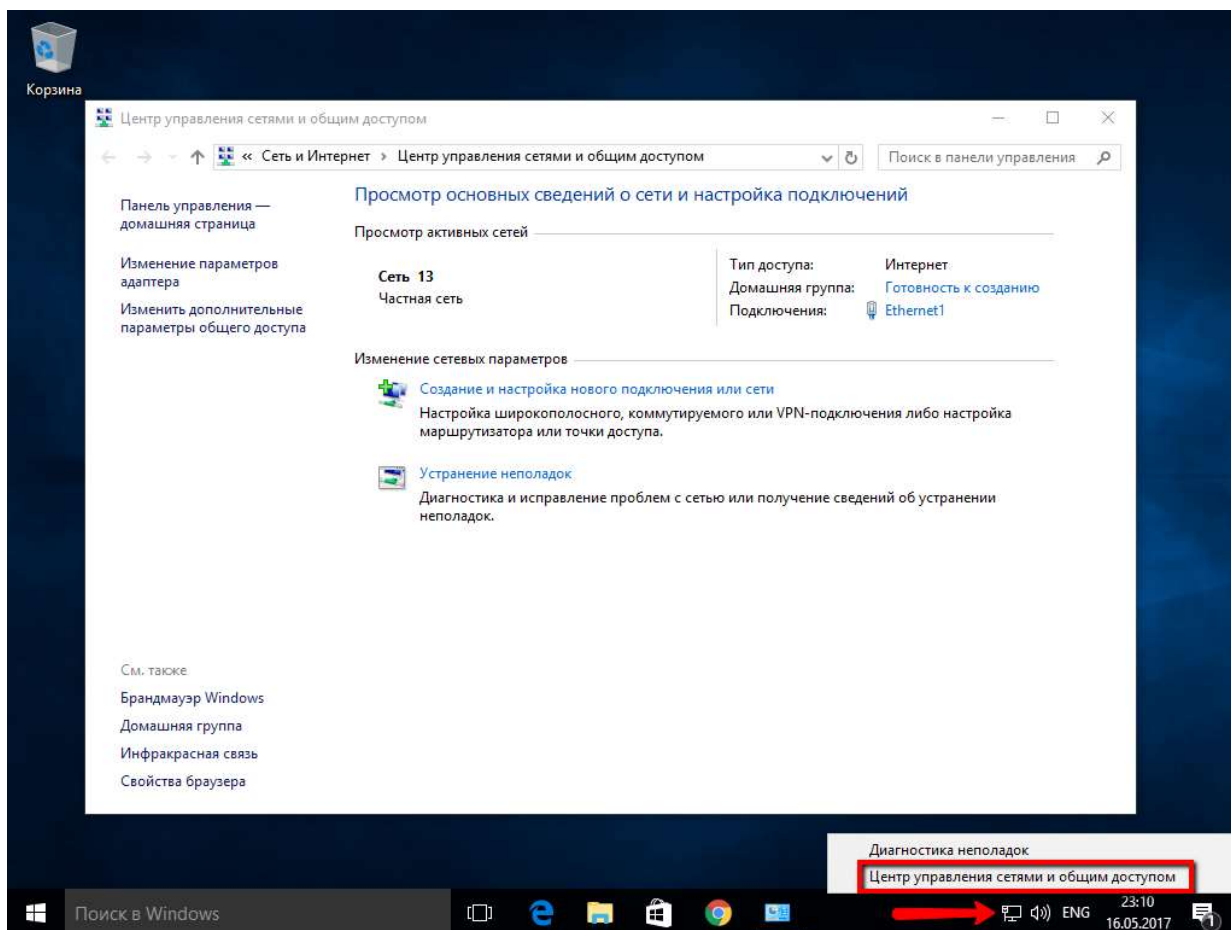 Корзина
Центр управления сетями и общим доступом
« Сеть и Интернет › Центр управления сетями и общим доступом
Поиск в панели управления
Панель управления —
домашняя страница
Изменение параметров
адаптера
Изменить дополнительные
параметры общего доступа
Просмотр основных сведений о сети и настройка подключений
Просмотр активных сетей
Сеть 13
Частная сеть
Тип доступа: Интернет
Домашняя группа: Готовность к созданию
Подключения: Ethernet1
Изменение сетевых параметров
Создание и настройка нового подключения или сети
Настройка широкополосного, коммутируемого или VPN-подключения либо настройка
маршрутизатора или точки доступа.
Устранение неполадок
Диагностика и исправление проблем с сетью или получение сведений об устранении
неполадок.
См. также
Брандмауэр Windows
Домашняя группа
Инфракрасная связь
Свойства браузера
Диагностика неполадок
Центр управления сетями и общим доступом
Поиск в Windows
ENG
23:10
16.05.2017
1